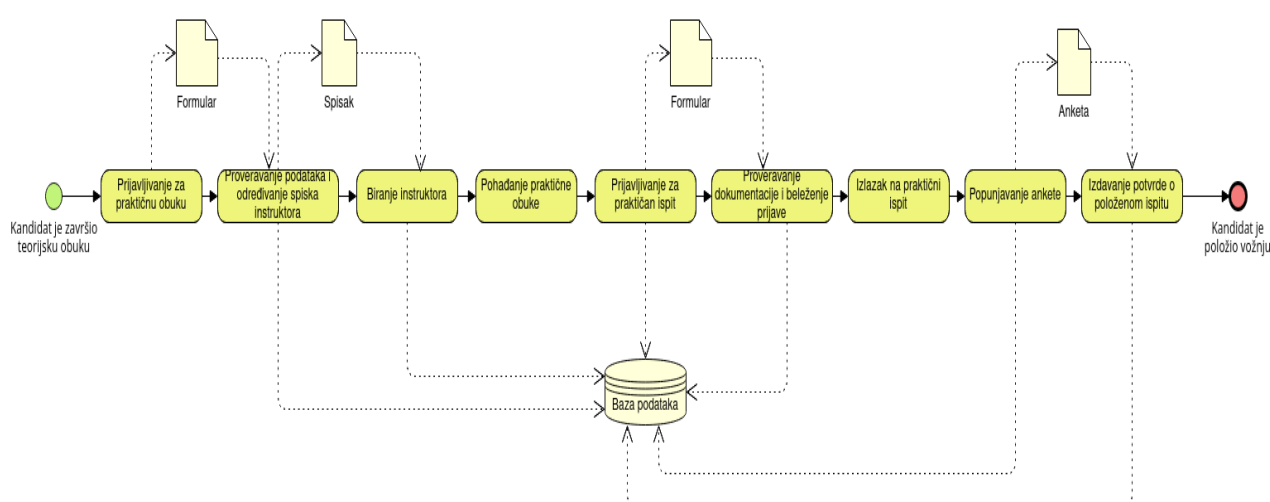 Formular
Spisak
Formular
Anketa
Kandidat je završio
teorijsku obuku
Prijavljivanje za
praktičnu obuku
Proveravanje podataka i
određivanje spiska
instruktora
Biranje instruktora
Pohađanje praktične
obuke
Prijavljivanje za
praktičan ispit
Proveravanje
dokumentacije i beleženje
prijave
Izlazak na praktični
ispit
Popunjavanje ankete
Izdavanje potvrde o
položenom ispitu
Kandidat je
položio vožnju
Baza podataka